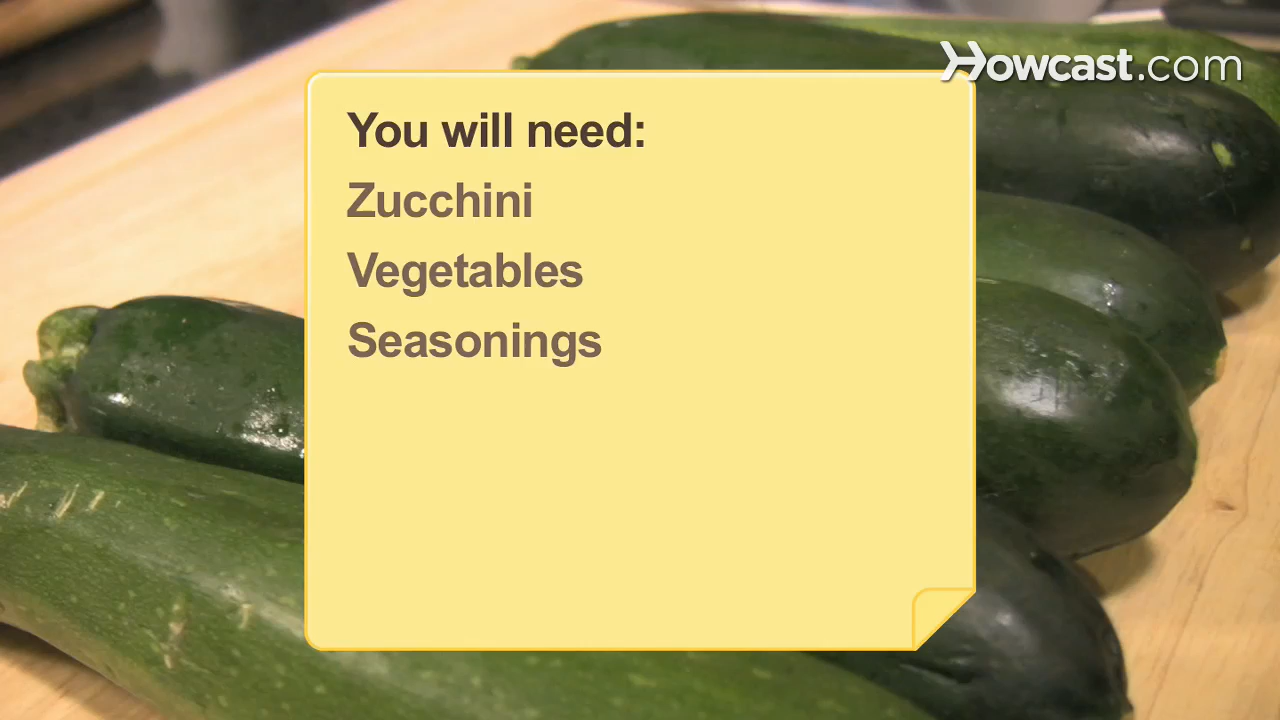 Howcast.com
You will need:
Zucchini
Vegetables
Seasonings